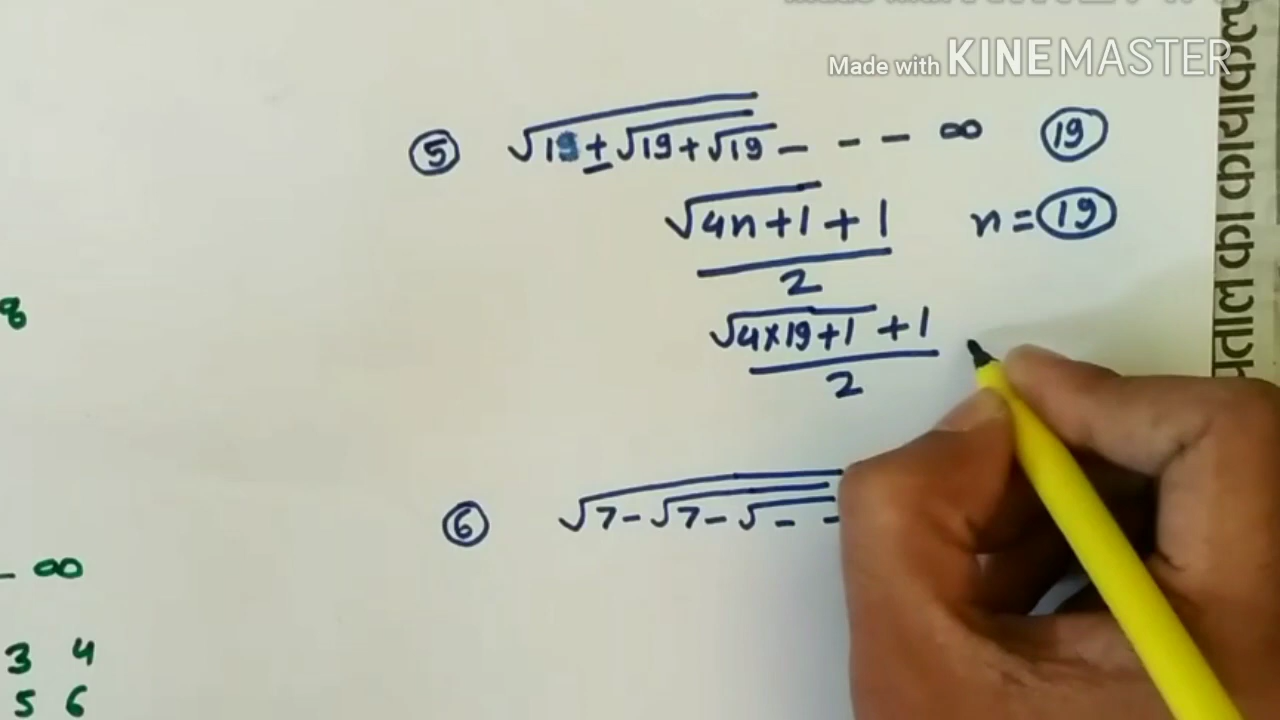 Made with KINEMASTER
⑤ √(19 + √(19 + √19 - - - ∞ ⑲
(√(4n+1) + 1)/2 n = ⑲
(√(4×19+1) + 1)/2
8
⑥ √(7 - √(7 - √(- -
- ∞
3 4
5 6